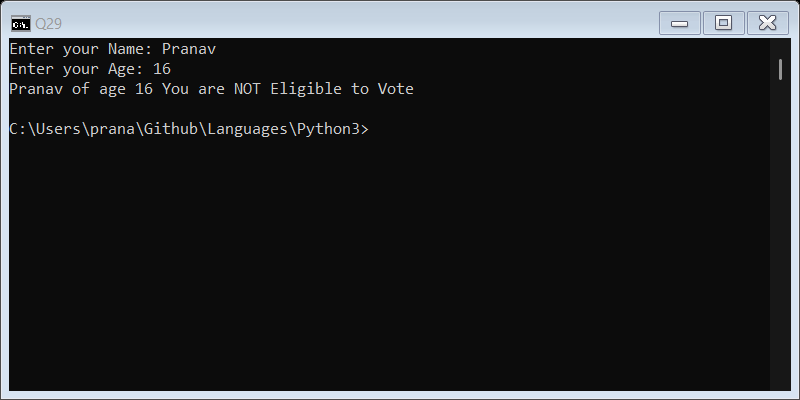 Q29
Enter your Name: Pranav
Enter your Age: 16
Pranav of age 16 You are NOT Eligible to Vote
C:\Users\prana\Github\Languages\Python3>